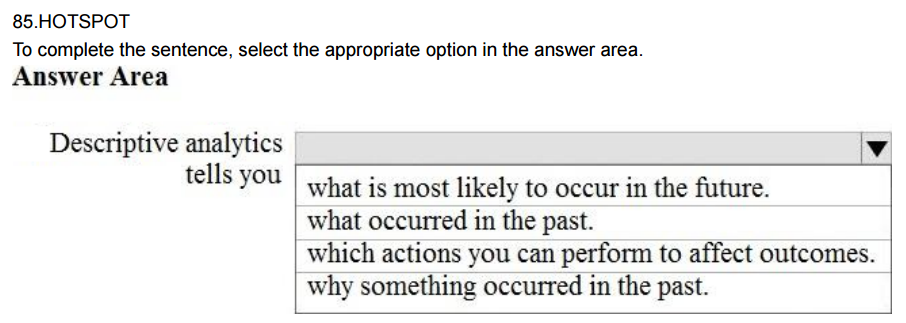 85.HOTSPOT
To complete the sentence, select the appropriate option in the answer area.
Answer Area
Descriptive analytics
tells you
what is most likely to occur in the future.
what occurred in the past.
which actions you can perform to affect outcomes.
why something occurred in the past.